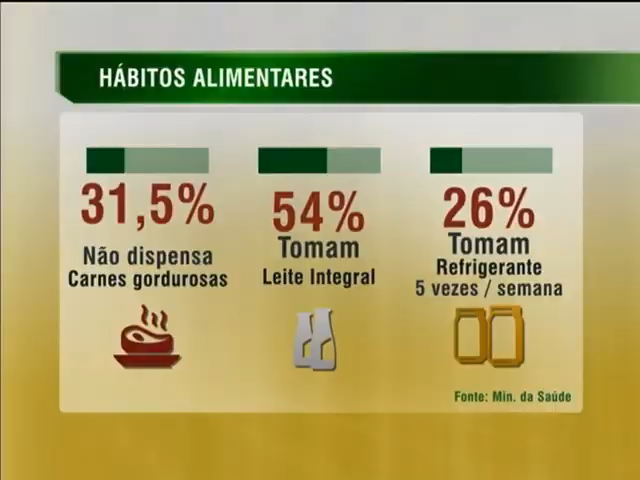 HÁBITOS ALIMENTARES
31,5%
Não dispensa
Carnes gordurosas
54%
Tomam
Leite Integral
26%
Tomam
Refrigerante
5 vezes / semana
Fonte: Min. da Saúde